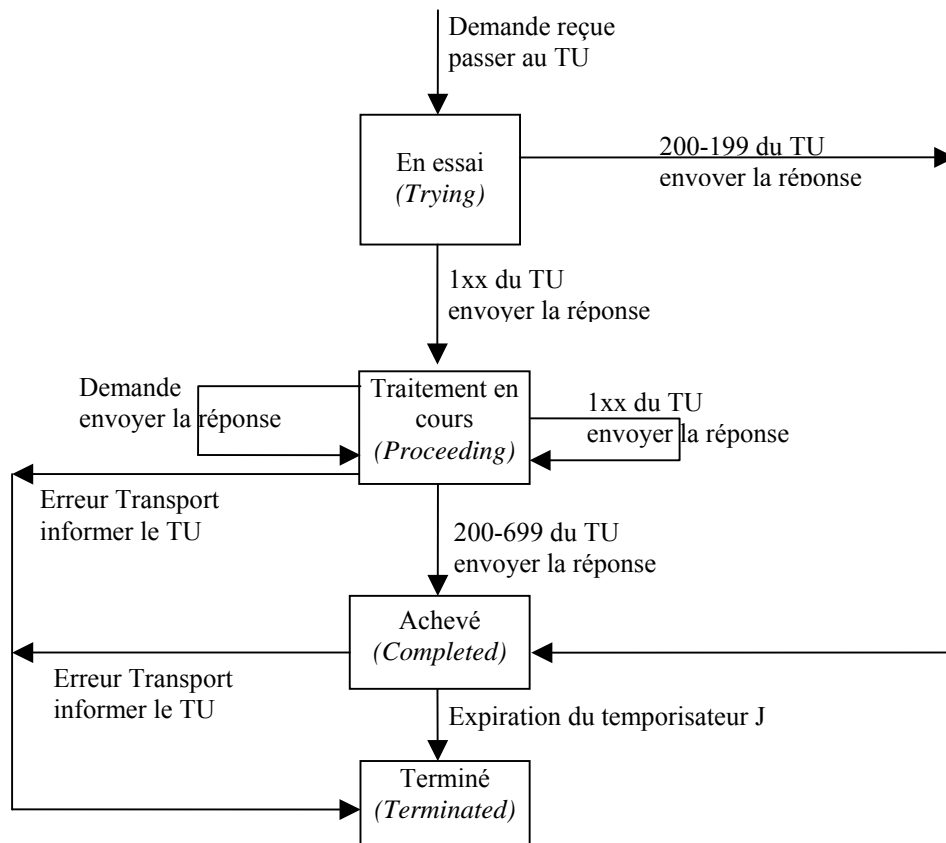 Demande reçue
passer au TU
En essai
(Trying)
200-199 du TU
envoyer la réponse
1xx du TU
envoyer la réponse
Demande
envoyer la réponse
Traitement en
cours
(Proceeding)
1xx du TU
envoyer la réponse
Erreur Transport
informer le TU
200-699 du TU
envoyer la réponse
Achevé
(Completed)
Erreur Transport
informer le TU
Expiration du temporisateur J
Terminé
(Terminated)